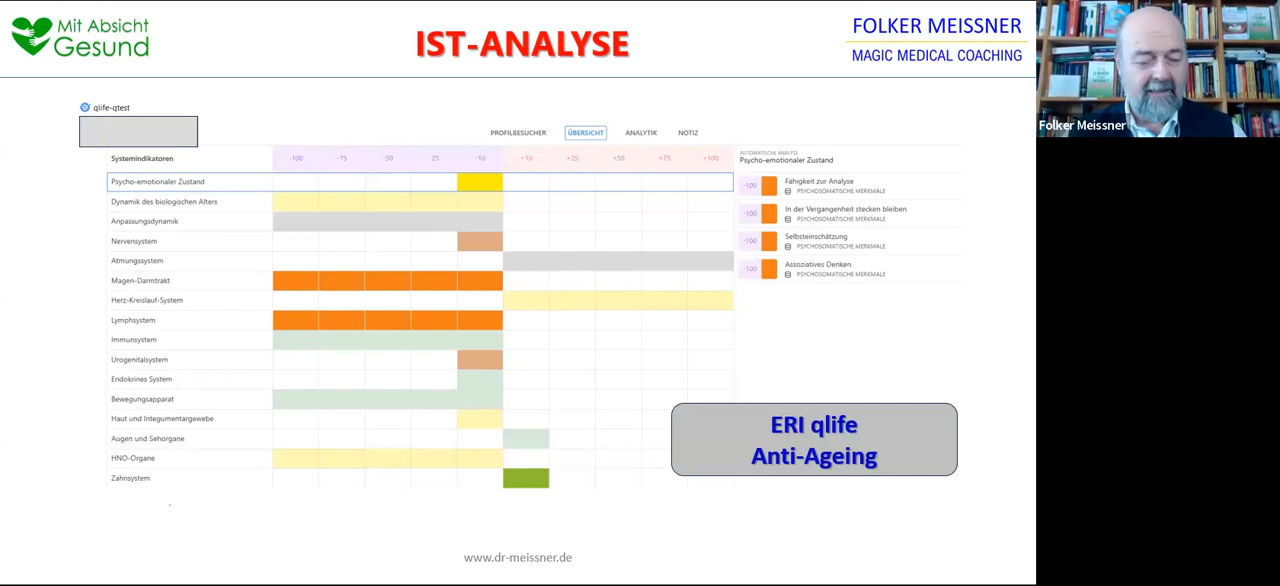 Mit Absicht
Gesund
IST-ANALYSE
FOLKER MEISSNER
MAGIC MEDICAL COACHING
Folker Meissner
qlife-qtest
PROFILBESUCHER ÜBERSICHT ANALYTIK NOTIZ
Systemindikatoren -100 -75 -50 -25 -10 +10 +25 +50 +75 +100
Psycho-emotionaler Zustand
Dynamik des biologischen Alters
Anpassungsdynamik
Nervensystem
Atmungssystem
Magen-Darmtrakt
Herz-Kreislauf-System
Lymphsystem
Immunsystem
Urogenitalsystem
Endokrines System
Bewegungsapparat
Haut und Integumentargewebe
Augen und Sehorgane
HNO-Organe
Zahnsystem
AUTOMATISCHE ANALYSE
Psycho-emotionaler Zustand
-100 Fähigkeit zur Analyse
PSYCHOSOMATISCHE MERKMALE
-100 In der Vergangenheit stecken bleiben
PSYCHOSOMATISCHE MERKMALE
-100 Selbsteinschätzung
PSYCHOSOMATISCHE MERKMALE
-100 Assoziatives Denken
PSYCHOSOMATISCHE MERKMALE
ERI qlife
Anti-Ageing
www.dr-meissner.de